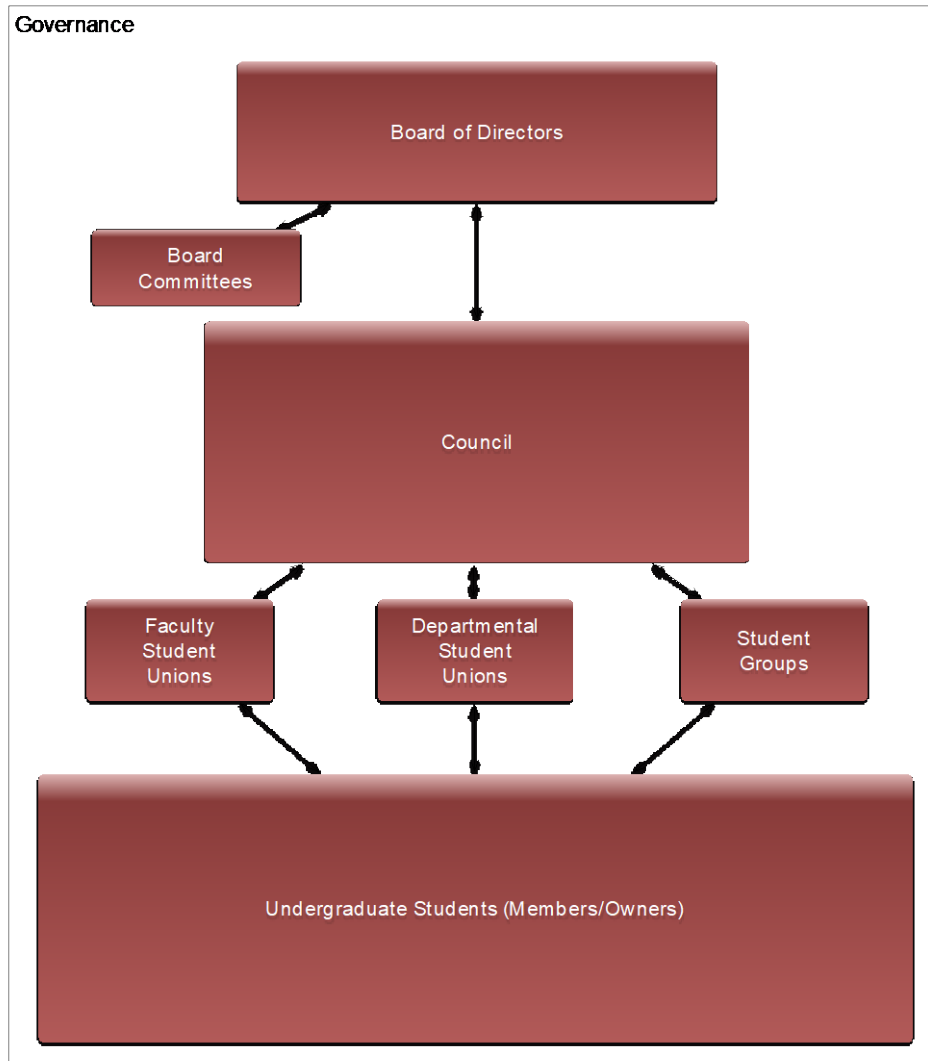 Governance
Board of Directors
Board
Committees
Council
Faculty
Student
Unions
Departmental
Student
Unions
Student
Groups
Undergraduate Students (Members/Owners)